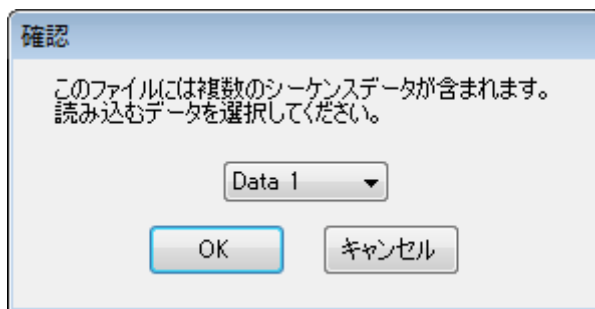 確認
このファイルには複数のシーケンスデータが含まれます。
読み込むデータを選択してください。
Data 1
OK
キャンセル